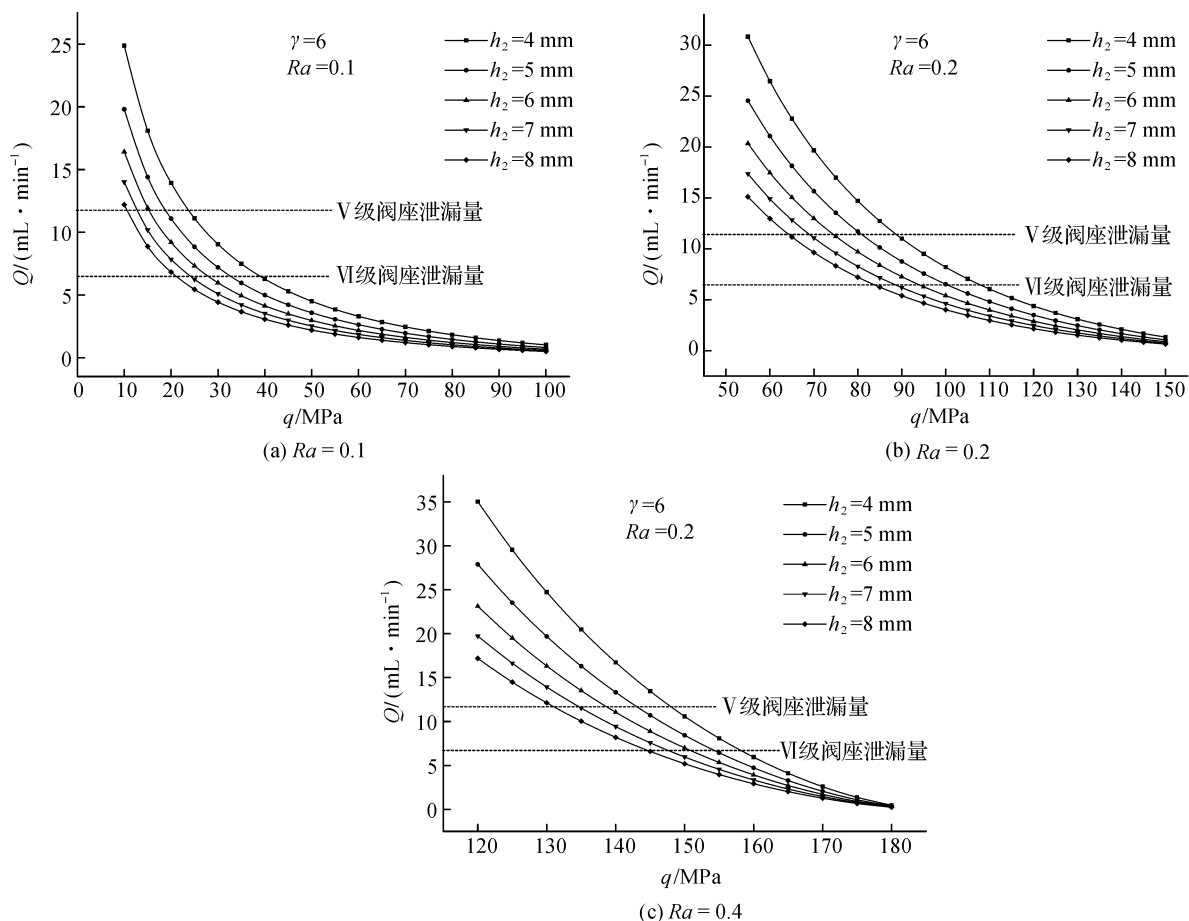 25
20
15
10
5
0
Q/(mL·min⁻¹)
γ=6
Ra=0.1
h₂=4 mm
h₂=5 mm
h₂=6 mm
h₂=7 mm
h₂=8 mm
Ⅴ级阀座泄漏量
Ⅵ级阀座泄漏量
0 10 20 30 40 50 60 70 80 90 100
q/MPa
(a) Ra = 0.1
30
25
20
15
10
5
0
Q/(mL·min⁻¹)
γ=6
Ra=0.2
h₂=4 mm
h₂=5 mm
h₂=6 mm
h₂=7 mm
h₂=8 mm
Ⅴ级阀座泄漏量
Ⅵ级阀座泄漏量
50 60 70 80 90 100 110 120 130 140 150
q/MPa
(b) Ra = 0.2
35
30
25
20
15
10
5
0
Q/(mL·min⁻¹)
γ=6
Ra=0.2
h₂=4 mm
h₂=5 mm
h₂=6 mm
h₂=7 mm
h₂=8 mm
Ⅴ级阀座泄漏量
Ⅵ级阀座泄漏量
120 130 140 150 160 170 180
q/MPa
(c) Ra = 0.4